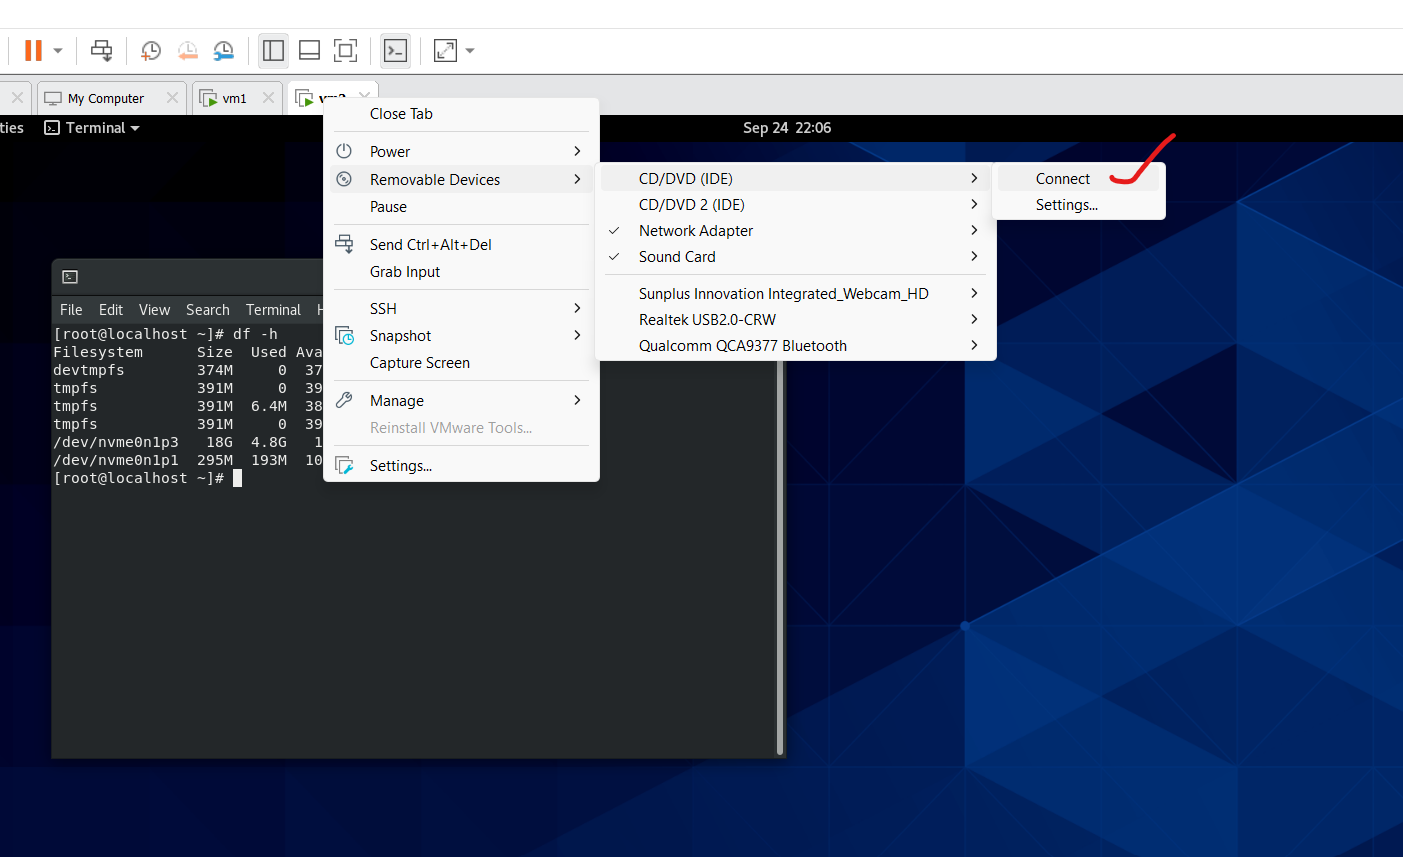 My Computer
vm1
ties
Terminal
Sep 24 22:06
Close Tab
Power
Removable Devices
Pause
Send Ctrl+Alt+Del
Grab Input
SSH
Snapshot
Capture Screen
Manage
Reinstall VMware Tools...
Settings...
CD/DVD (IDE)
CD/DVD 2 (IDE)
Network Adapter
Sound Card
Sunplus Innovation Integrated_Webcam_HD
Realtek USB2.0-CRW
Qualcomm QCA9377 Bluetooth
Connect
Settings...
File Edit View Search Terminal
[root@localhost ~]# df -h
Filesystem Size Used Ava
devtmpfs 374M 0 37
tmpfs 391M 0 39
tmpfs 391M 6.4M 38
tmpfs 391M 0 39
/dev/nvme0n1p3 18G 4.8G 1
/dev/nvme0n1p1 295M 193M 10
[root@localhost ~]#